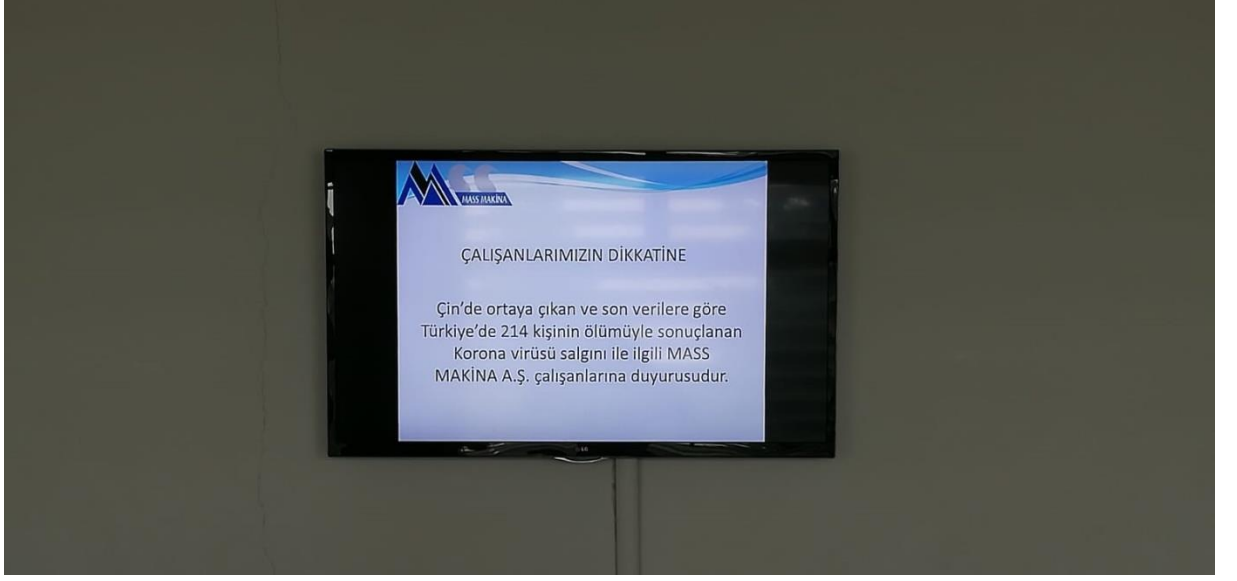 MASS MAKİNA
ÇALIŞANLARIMIZIN DİKKATİNE
Çin'de ortaya çıkan ve son verilere göre
Türkiye'de 214 kişinin ölümüyle sonuçlanan
Korona virüsü salgını ile ilgili MASS
MAKİNA A.Ş. çalışanlarına duyurusudur.
LG